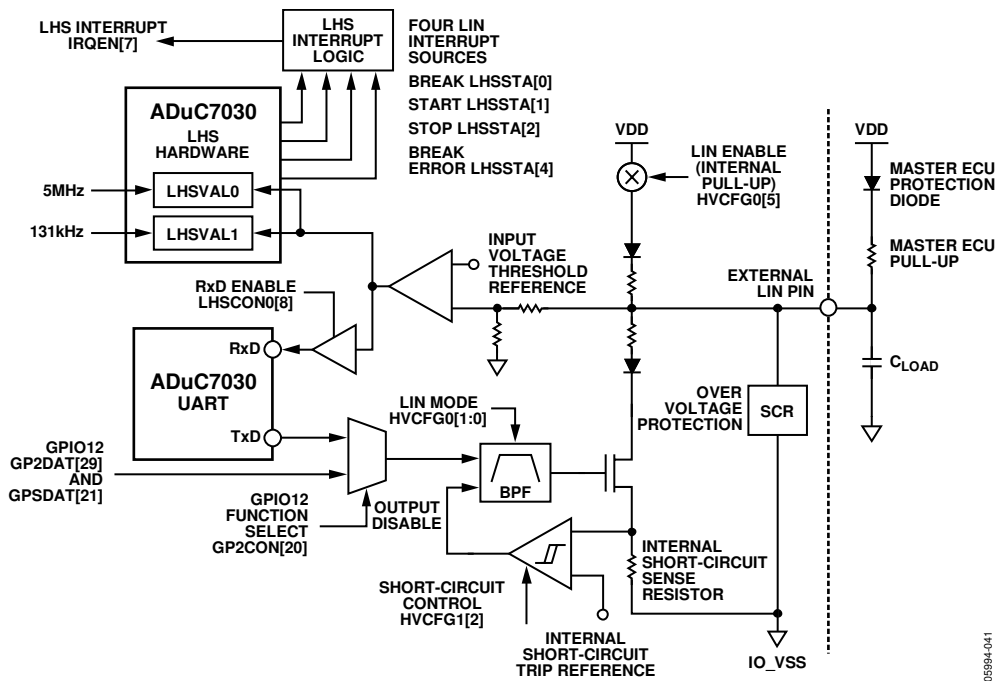 LHS INTERRUPT
IRQEN[7]
LHS
INTERRUPT
LOGIC
FOUR LIN
INTERRUPT
SOURCES
BREAK LHSSTA[0]
START LHSSTA[1]
STOP LHSSTA[2]
BREAK
ERROR LHSSTA[4]
ADuC7030
LHS
HARDWARE
5MHz
LHSVAL0
131kHz
LHSVAL1
VDD
LIN ENABLE
(INTERNAL
PULL-UP)
HVCFG0[5]
VDD
MASTER ECU
PROTECTION
DIODE
MASTER ECU
PULL-UP
INPUT
VOLTAGE
THRESHOLD
REFERENCE
EXTERNAL
LIN PIN
RxD ENABLE
LHSCON0[8]
RxD
ADuC7030
UART
TxD
CLOAD
OVER
VOLTAGE
PROTECTION
SCR
LIN MODE
HVCFG0[1:0]
BPF
GPIO12
GP2DAT[29]
AND
GPSDAT[21]
GPIO12
FUNCTION
SELECT
GP2CON[20]
OUTPUT
DISABLE
SHORT-CIRCUIT
CONTROL
HVCFG1[2]
INTERNAL
SHORT-CIRCUIT
SENSE
RESISTOR
INTERNAL
SHORT-CIRCUIT
TRIP REFERENCE
IO_VSS
05994-041